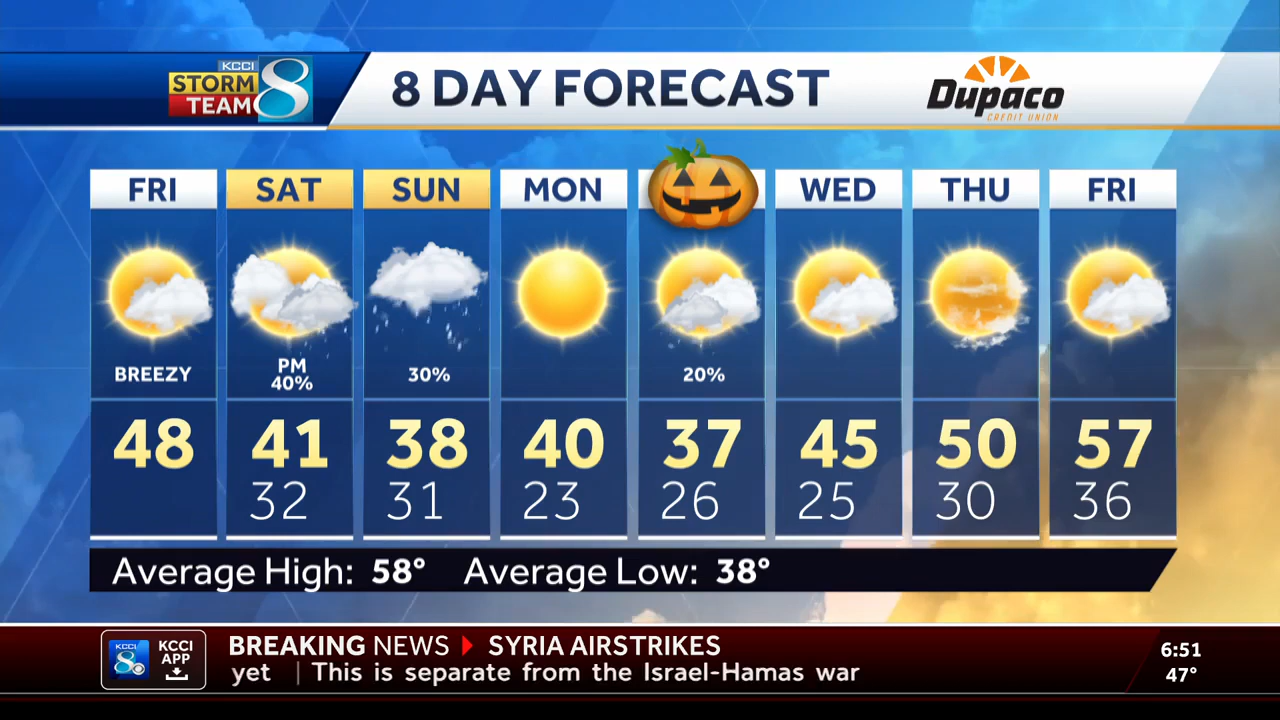 KCCI
STORM
TEAM 8
8 DAY FORECAST
Dupaco
CREDIT UNION
FRI SAT SUN MON WED THU FRI
BREEZY PM 40% 30% 20%
48 41 38 40 37 45 50 57
32 31 23 26 25 30 36
Average High: 58° Average Low: 38°
KCCI 8
KCCI
APP
BREAKING NEWS SYRIA AIRSTRIKES
yet | This is separate from the Israel-Hamas war
6:51
47°